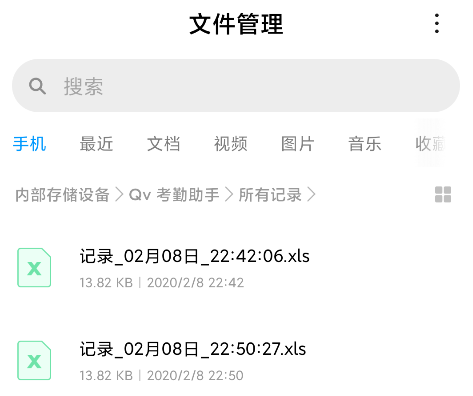 文件管理
搜索
手机 最近 文档 视频 图片 音乐 收藏
内部存储设备 > Qv 考勤助手 > 所有记录 >
记录_02月08日_22:42:06.xls
13.82 KB | 2020/2/8 22:42
记录_02月08日_22:50:27.xls
13.82 KB | 2020/2/8 22:50